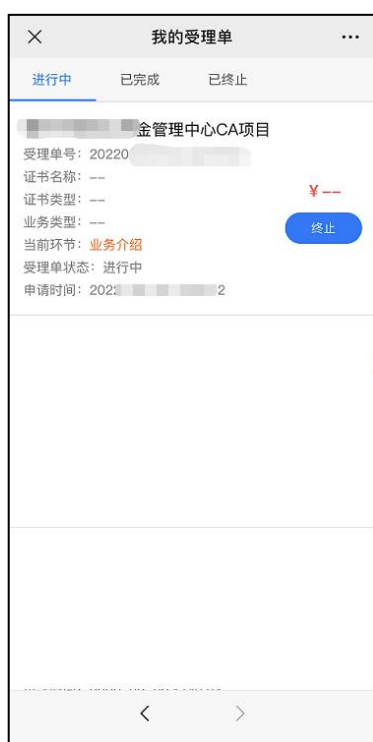 我的受理单
进行中 已完成 已终止
金管理中心CA项目
受理单号：20220
证书名称：--
证书类型：--
¥ --
业务类型：--
终止
当前环节：业务介绍
受理单状态：进行中
申请时间：202 2